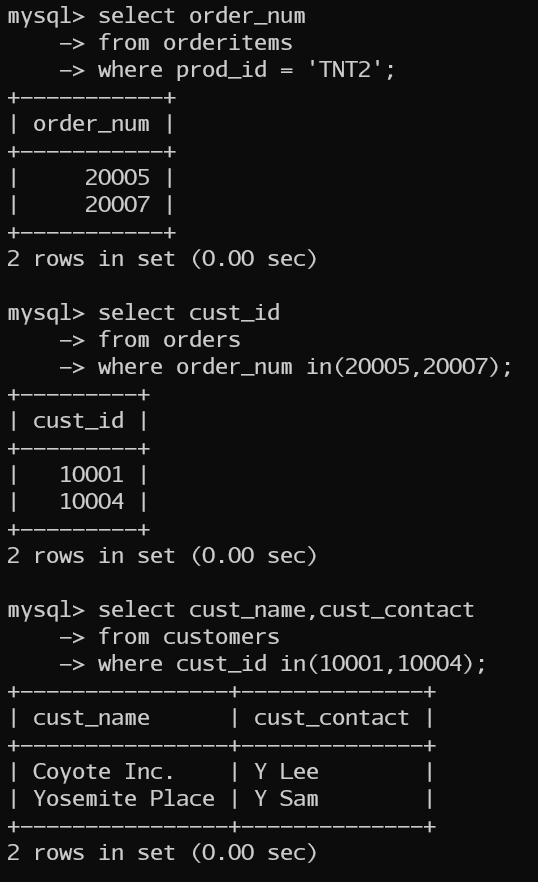 mysql> select order_num
    -> from orderitems
    -> where prod_id = 'TNT2';
+-----------+
| order_num |
+-----------+
|     20005 |
|     20007 |
+-----------+
2 rows in set (0.00 sec)

mysql> select cust_id
    -> from orders
    -> where order_num in(20005,20007);
+---------+
| cust_id |
+---------+
|   10001 |
|   10004 |
+---------+
2 rows in set (0.00 sec)

mysql> select cust_name,cust_contact
    -> from customers
    -> where cust_id in(10001,10004);
+----------------+--------------+
| cust_name      | cust_contact |
+----------------+--------------+
| Coyote Inc.    | Y Lee        |
| Yosemite Place | Y Sam        |
+----------------+--------------+
2 rows in set (0.00 sec)